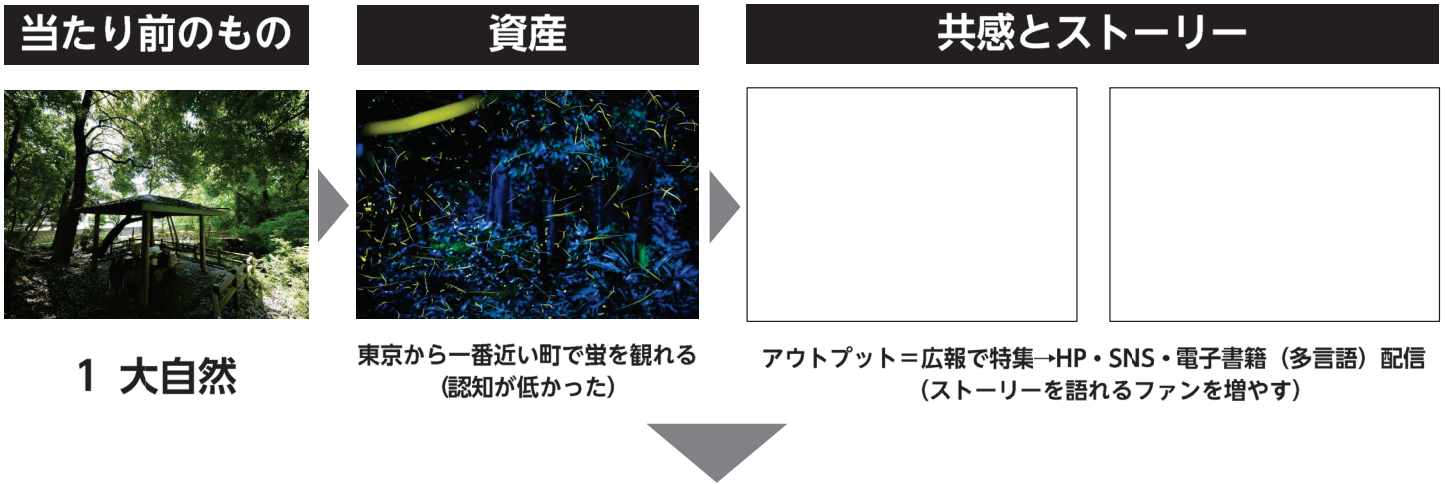 当たり前のもの
資産
共感とストーリー
1 大自然
東京から一番近い町で蛍を観れる
（認知が低かった）
アウトプット＝広報で特集→HP・SNS・電子書籍（多言語）配信
（ストーリーを語れるファンを増やす）